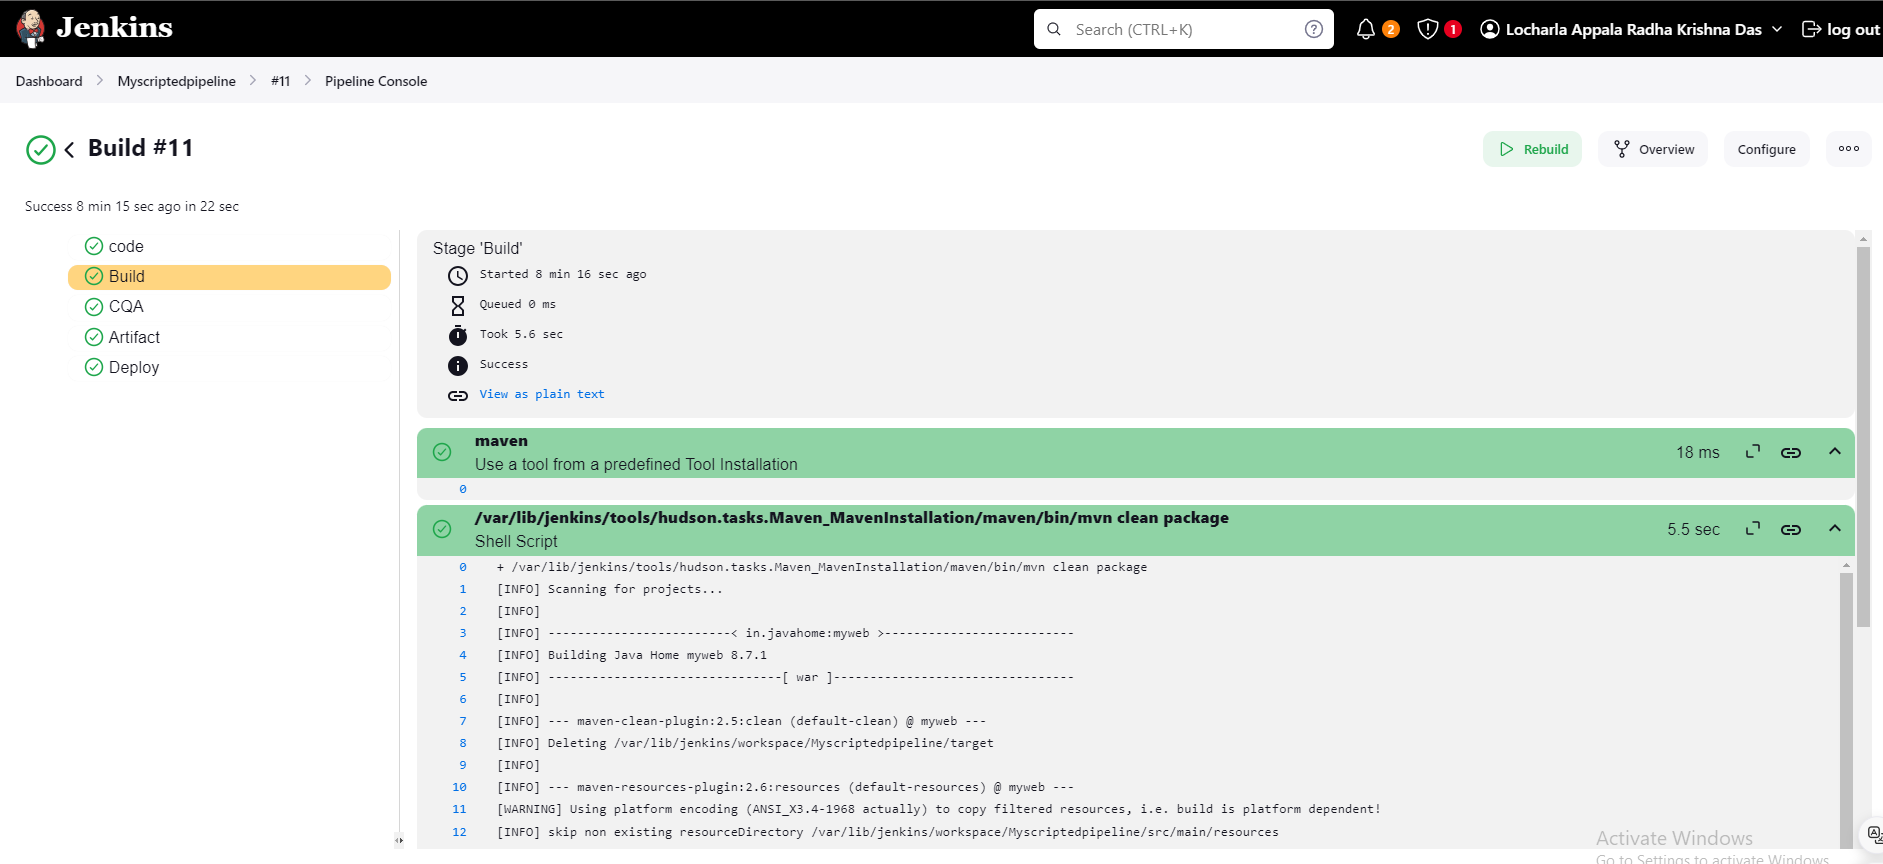 Jenkins
Search (CTRL+K)
2
1
Locharla Appala Radha Krishna Das
log out
Dashboard > Myscriptedpipeline > #11 > Pipeline Console
Build #11
Rebuild
Overview
Configure
Success 8 min 15 sec ago in 22 sec
code
Build
CQA
Artifact
Deploy
Stage 'Build'
Started 8 min 16 sec ago
Queued 0 ms
Took 5.6 sec
Success
View as plain text
maven
Use a tool from a predefined Tool Installation
18 ms
0
/var/lib/jenkins/tools/hudson.tasks.Maven_MavenInstallation/maven/bin/mvn clean package
Shell Script
5.5 sec
0 + /var/lib/jenkins/tools/hudson.tasks.Maven_MavenInstallation/maven/bin/mvn clean package
1 [INFO] Scanning for projects...
2 [INFO]
3 [INFO] -------------------------< in.javahome:myweb >--------------------------
4 [INFO] Building Java Home myweb 8.7.1
5 [INFO] --------------------------------[ war ]---------------------------------
6 [INFO]
7 [INFO] --- maven-clean-plugin:2.5:clean (default-clean) @ myweb ---
8 [INFO] Deleting /var/lib/jenkins/workspace/Myscriptedpipeline/target
9 [INFO]
10 [INFO] --- maven-resources-plugin:2.6:resources (default-resources) @ myweb ---
11 [WARNING] Using platform encoding (ANSI_X3.4-1968 actually) to copy filtered resources, i.e. build is platform dependent!
12 [INFO] skip non existing resourceDirectory /var/lib/jenkins/workspace/Myscriptedpipeline/src/main/resources
Activate Windows
Go to Settings to activate Windows.